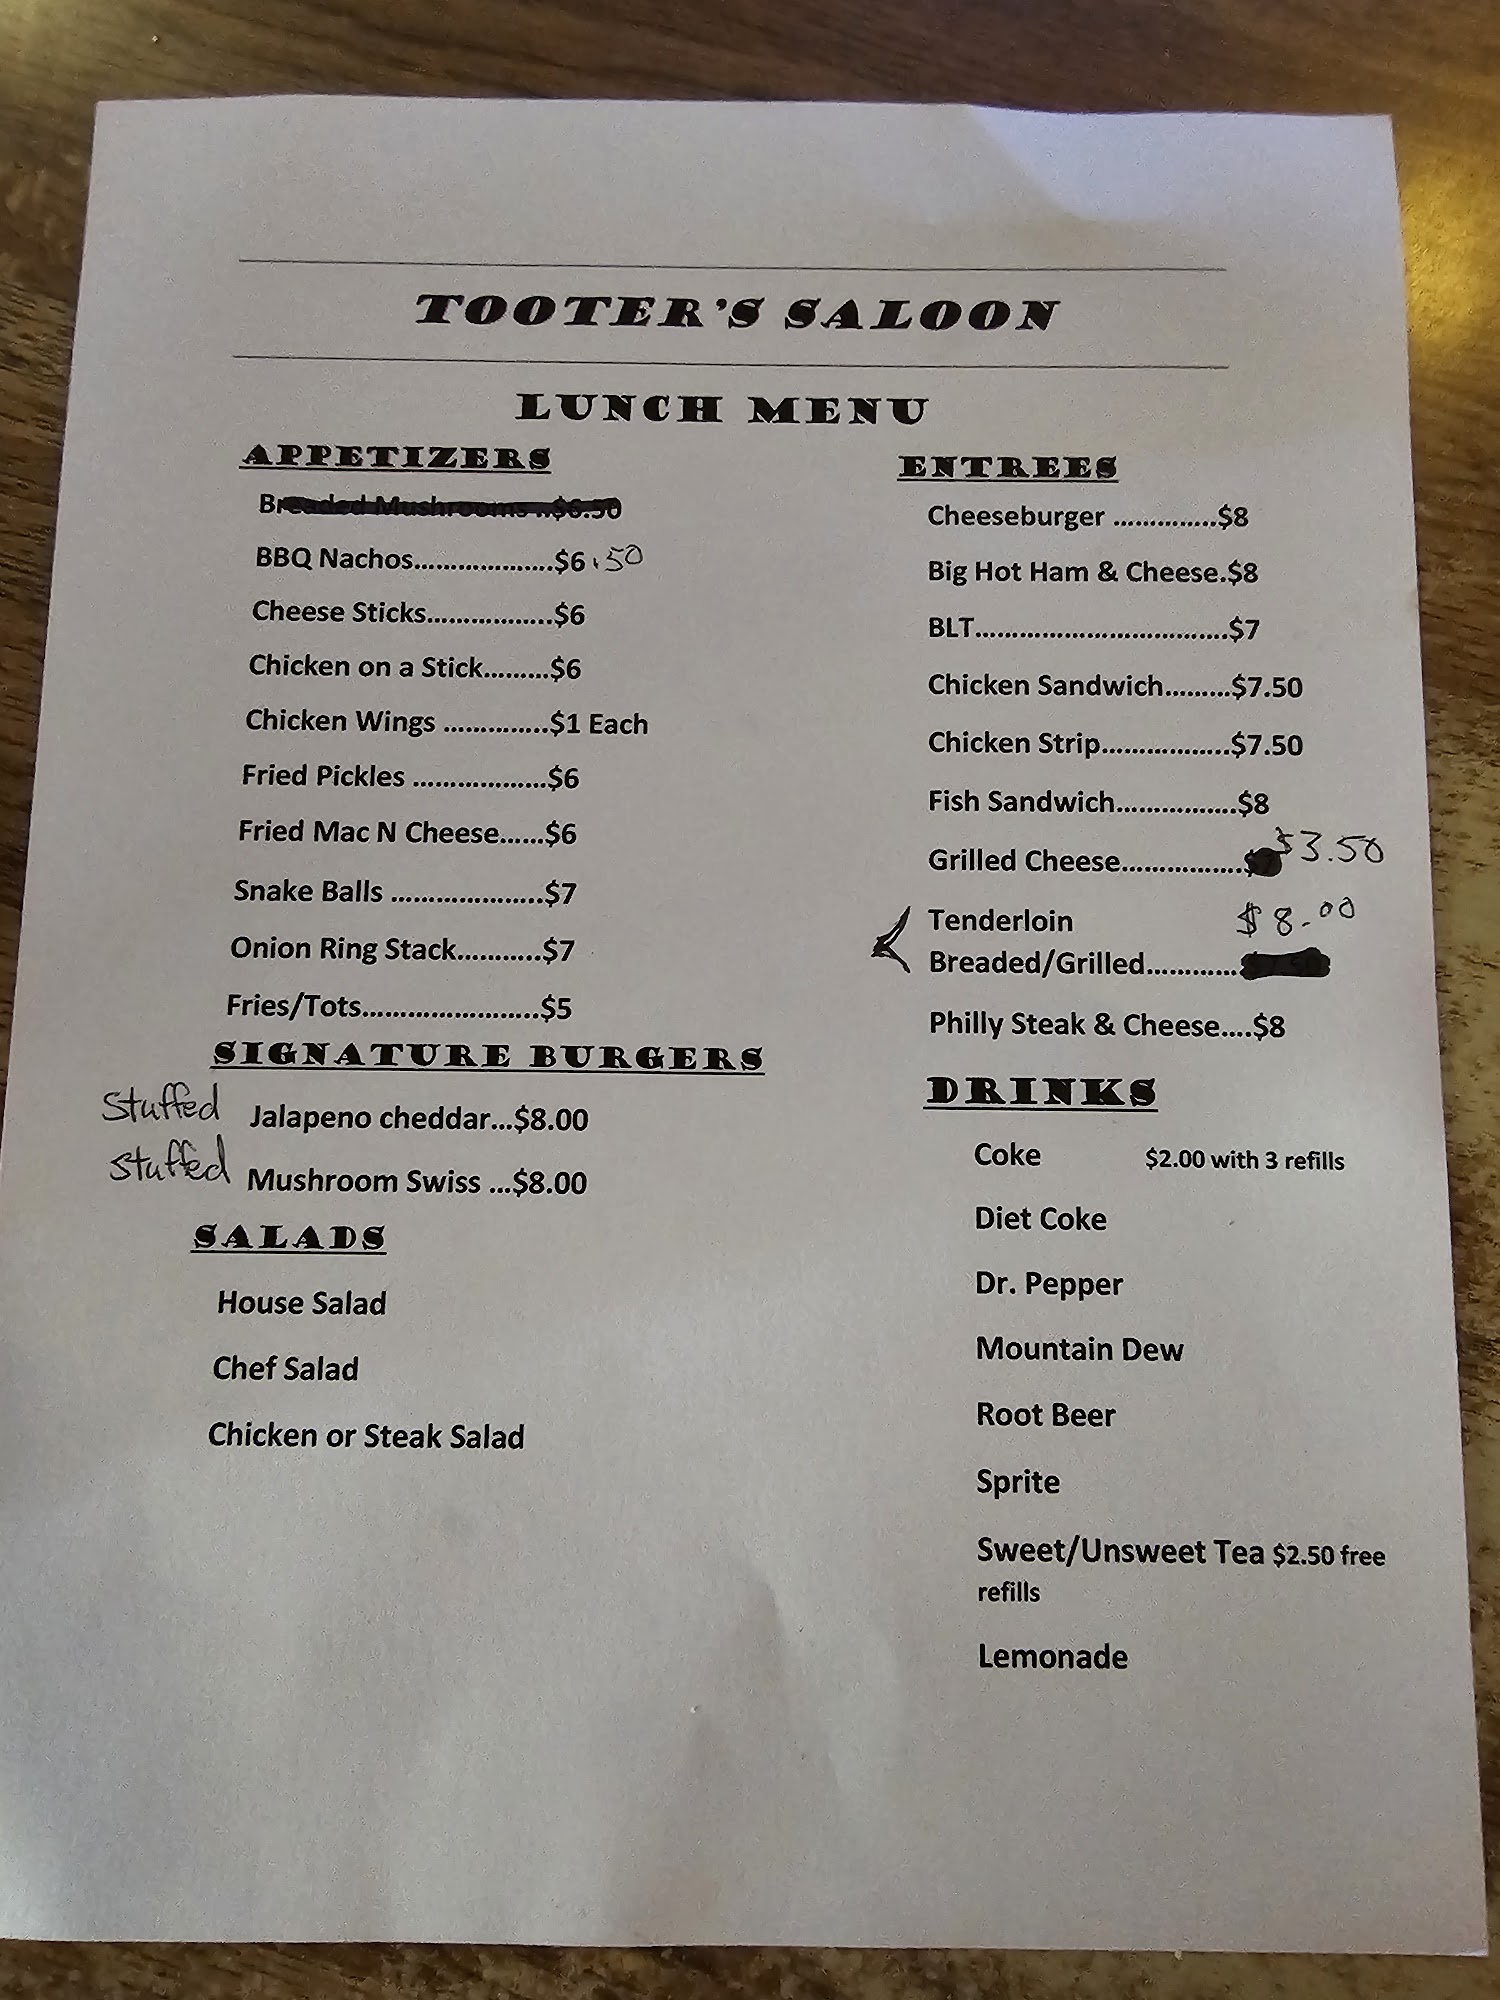 TOOTER'S SALOON
LUNCH MENU
APPETIZERS
Breaded Mushrooms ..$6.50
BBQ Nachos...................$6.50
Cheese Sticks.................$6
Chicken on a Stick.........$6
Chicken Wings ..............$1 Each
Fried Pickles ..................$6
Fried Mac N Cheese......$6
Snake Balls .....................$7
Onion Ring Stack...........$7
Fries/Tots........................$5
SIGNATURE BURGERS
Stuffed Jalapeno cheddar...$8.00
Stuffed Mushroom Swiss ...$8.00
SALADS
House Salad
Chef Salad
Chicken or Steak Salad
ENTREES
Cheeseburger ..............$8
Big Hot Ham & Cheese.$8
BLT..................................$7
Chicken Sandwich.........$7.50
Chicken Strip.................$7.50
Fish Sandwich................$8
Grilled Cheese................$3.50
Tenderloin $8.00
Breaded/Grilled............
Philly Steak & Cheese....$8
DRINKS
Coke $2.00 with 3 refills
Diet Coke
Dr. Pepper
Mountain Dew
Root Beer
Sprite
Sweet/Unsweet Tea $2.50 free
refills
Lemonade